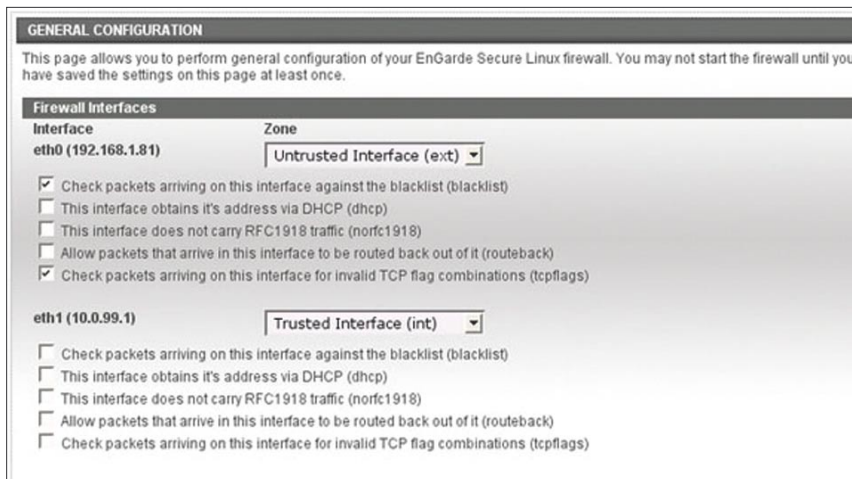 GENERAL CONFIGURATION
This page allows you to perform general configuration of your EnGarde Secure Linux firewall. You may not start the firewall until you
have saved the settings on this page at least once.
Firewall Interfaces
Interface Zone
eth0 (192.168.1.81) Untrusted Interface (ext)
Check packets arriving on this interface against the blacklist (blacklist)
This interface obtains it's address via DHCP (dhcp)
This interface does not carry RFC1918 traffic (norfc1918)
Allow packets that arrive in this interface to be routed back out of it (routeback)
Check packets arriving on this interface for invalid TCP flag combinations (tcpflags)
eth1 (10.0.99.1) Trusted Interface (int)
Check packets arriving on this interface against the blacklist (blacklist)
This interface obtains it's address via DHCP (dhcp)
This interface does not carry RFC1918 traffic (norfc1918)
Allow packets that arrive in this interface to be routed back out of it (routeback)
Check packets arriving on this interface for invalid TCP flag combinations (tcpflags)